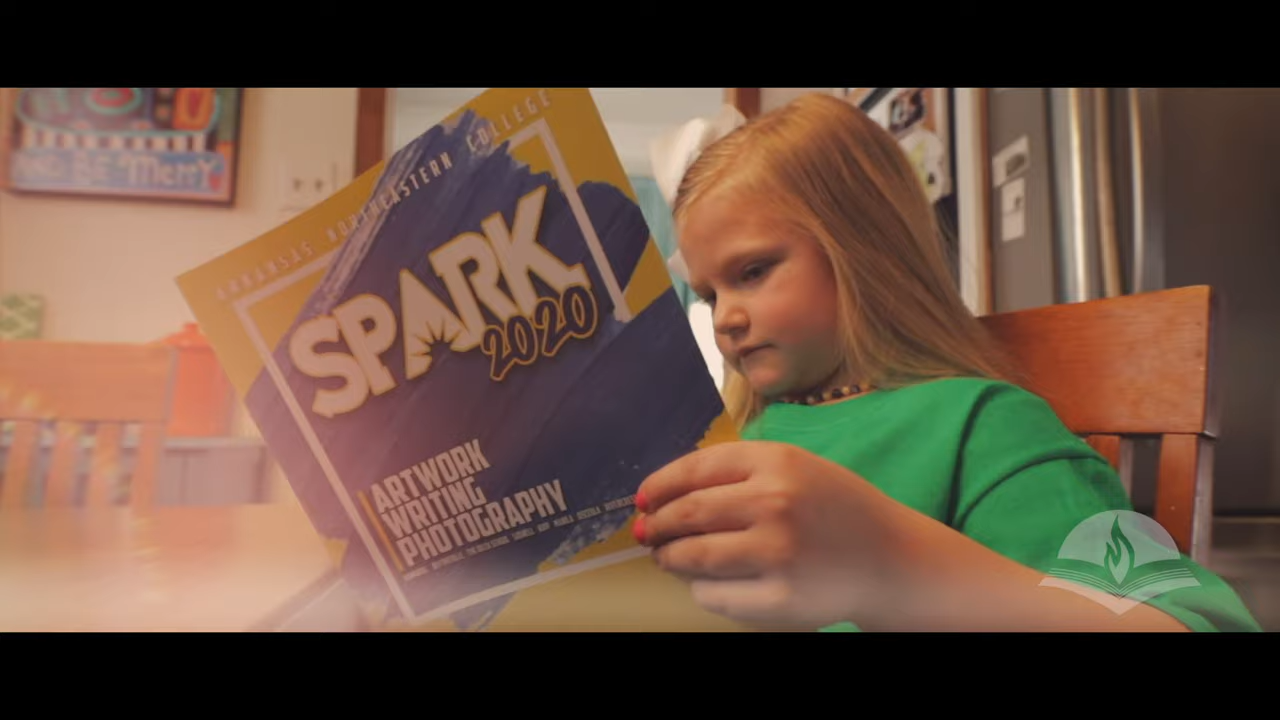 AND BE MERRY
ARKANSAS NORTHEASTERN COLLEGE
SPARK
2020
ARTWORK
WRITING
PHOTOGRAPHY